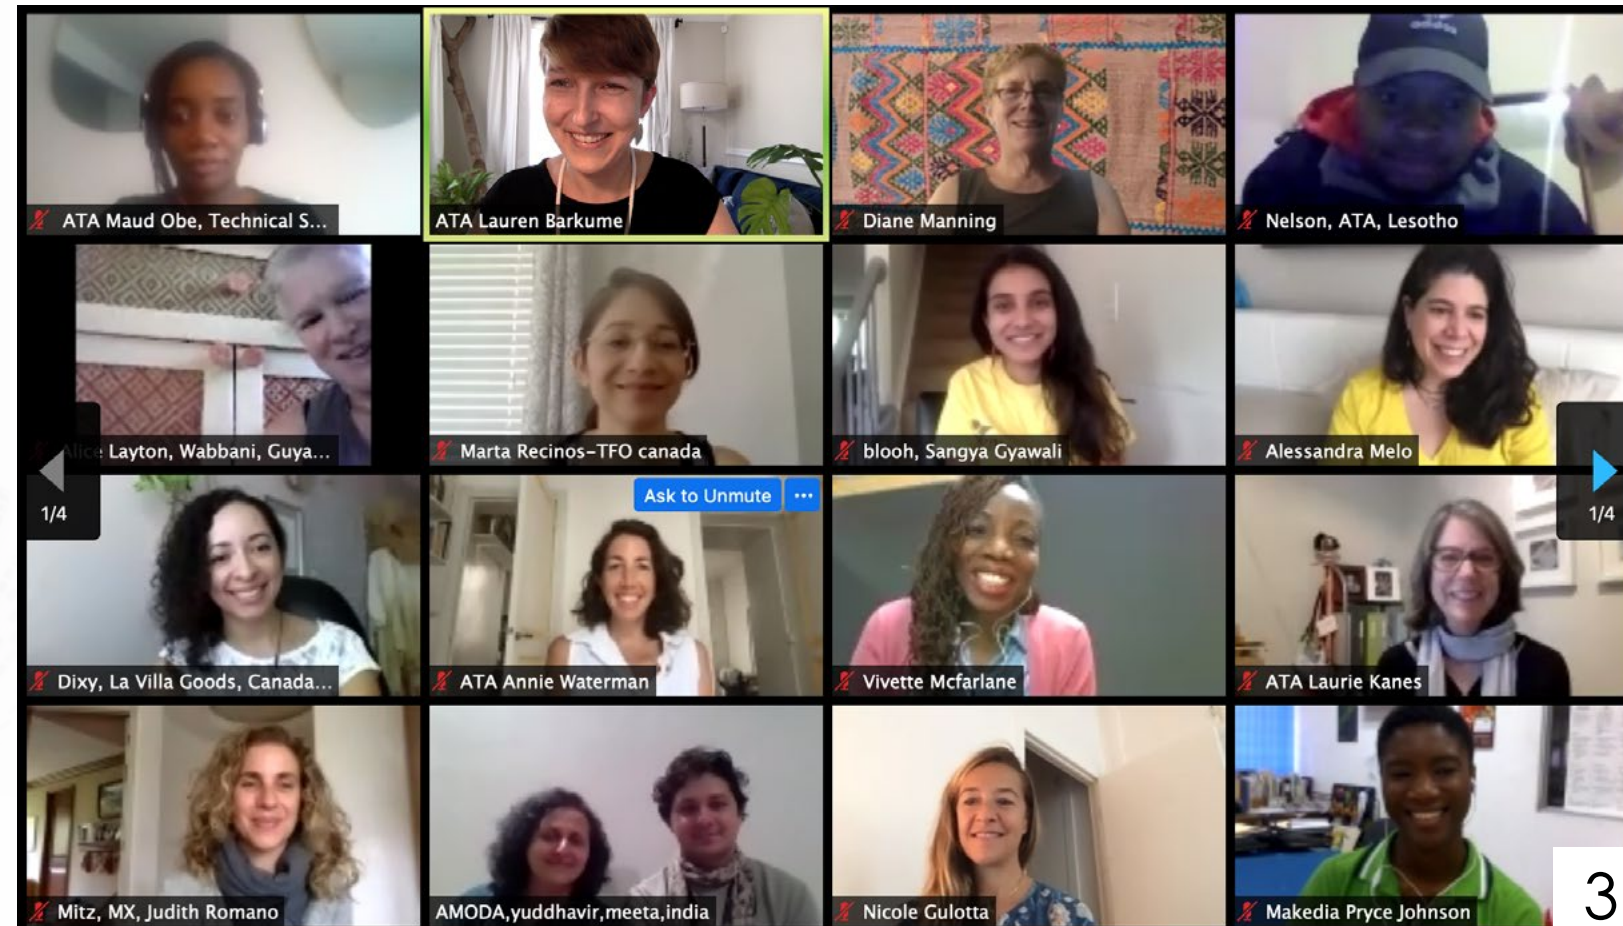 adidas
ATA Maud Obe, Technical S...
ATA Lauren Barkume
Diane Manning
Nelson, ATA, Lesotho
Alice Layton, Wabbani, Guya...
Marta Recinos-TFO canada
blooh, Sangya Gyawali
Alessandra Melo
1/4
Ask to Unmute ...
1/4
Dixy, La Villa Goods, Canada...
ATA Annie Waterman
Vivette Mcfarlane
ATA Laurie Kanes
Mitz, MX, Judith Romano
AMODA,yuddhavir,meeta,india
Nicole Gulotta
Makedia Pryce Johnson
3